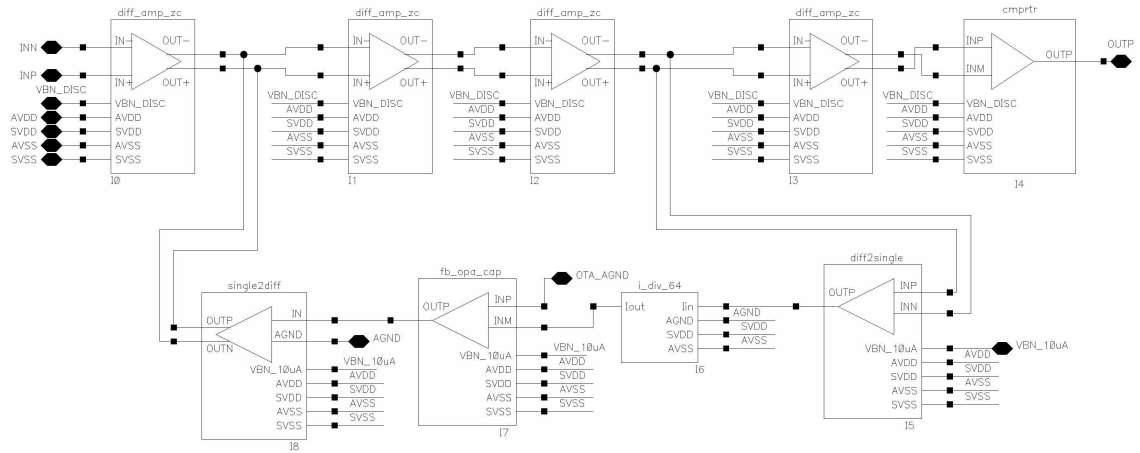 diff_amp_zc
diff_amp_zc
diff_amp_zc
diff_amp_zc
cmprtr
INN
INP
VBN_DISC
AVDD
SVDD
AVSS
SVSS
IN-
OUT-
IN+
OUT+
VBN_DISC
AVDD
SVDD
AVSS
SVSS
I0
VBN_DISC
AVDD
SVDD
AVSS
SVSS
IN-
OUT-
IN+
OUT+
VBN_DISC
AVDD
SVDD
AVSS
SVSS
I1
VBN_DISC
AVDD
SVDD
AVSS
SVSS
IN-
OUT-
IN+
OUT+
VBN_DISC
AVDD
SVDD
AVSS
SVSS
I2
VBN_DISC
AVDD
SVDD
AVSS
SVSS
IN-
OUT-
IN+
OUT+
VBN_DISC
AVDD
SVDD
AVSS
SVSS
I3
VBN_DISC
AVDD
SVDD
AVSS
SVSS
INP
INM
OUTP
VBN_DISC
AVDD
SVDD
AVSS
SVSS
I4
OUTP
single2diff
OUTP
OUTN
IN
AGND
VBN_10uA
AVDD
SVDD
AVSS
SVSS
AGND
VBN_10uA
AVDD
SVDD
AVSS
SVSS
I8
fb_opa_cap
OUTP
INP
INM
VBN_10uA
AVDD
SVDD
AVSS
SVSS
OTA_AGND
VBN_10uA
AVDD
SVDD
AVSS
SVSS
I7
i_div_64
Iout
Iin
AGND
SVDD
AVSS
AGND
SVDD
AVSS
I6
diff2single
OUTP
INP
INN
VBN_10uA
AVDD
SVDD
AVSS
SVSS
VBN_10uA
AVDD
SVDD
AVSS
SVSS
I5